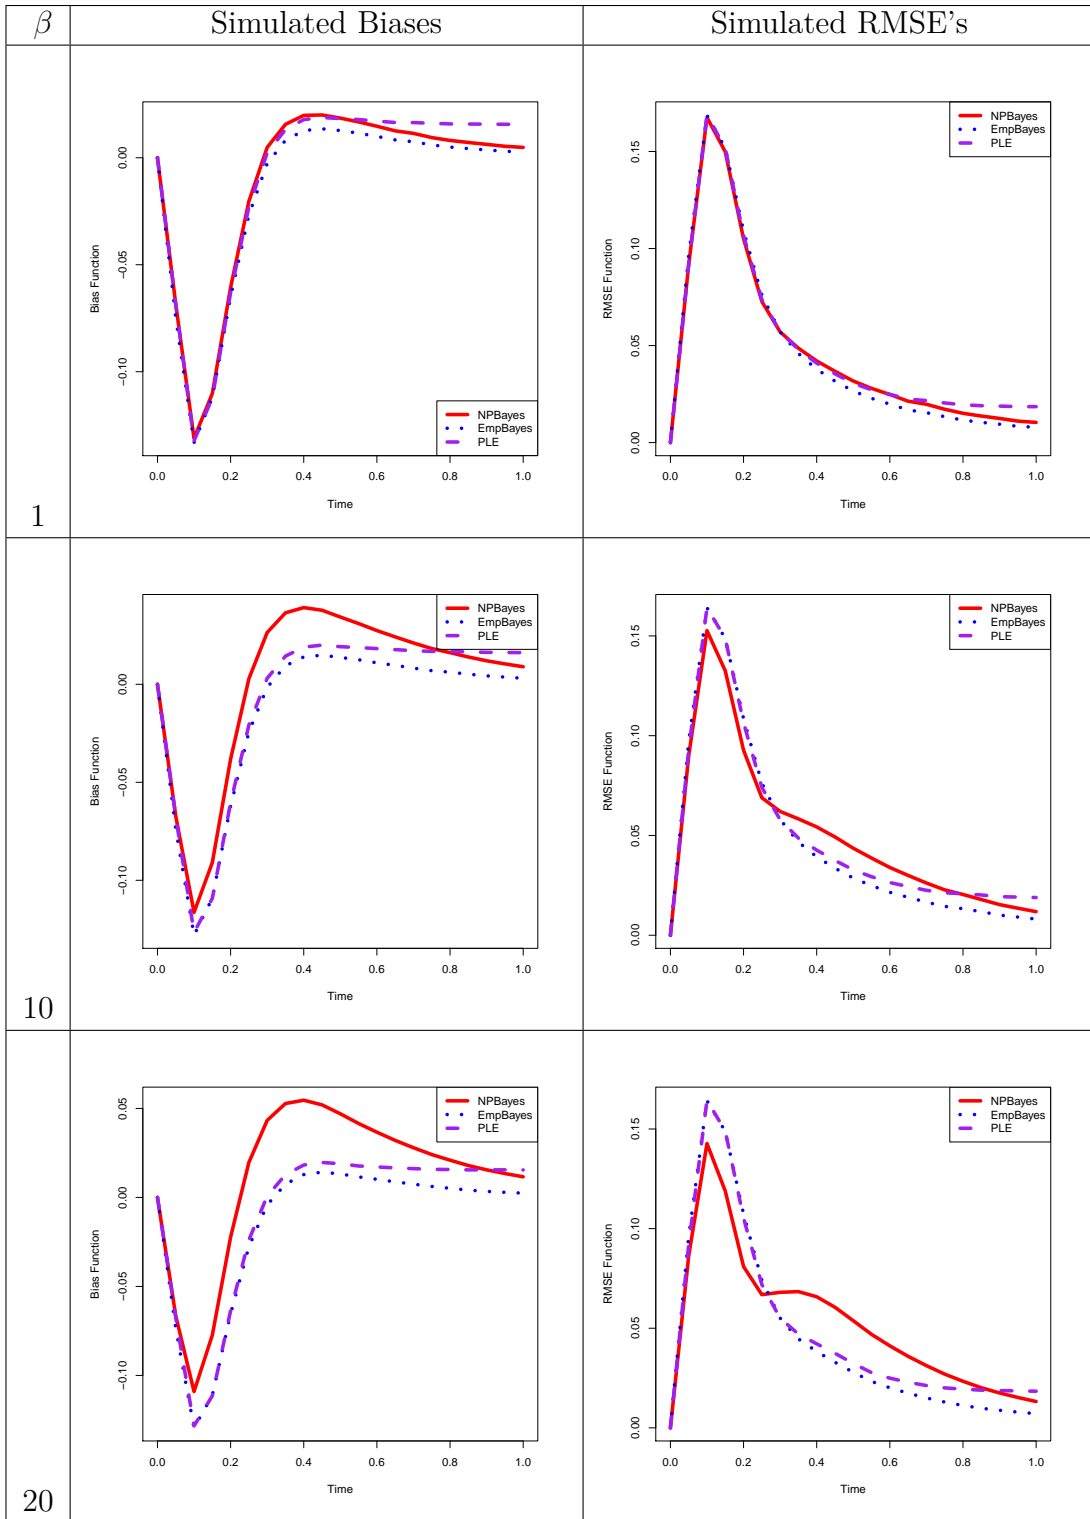 β Simulated Biases Simulated RMSE's
Bias Function
0.00
−0.05
−0.10
0.0 0.2 0.4 0.6 0.8 1.0
Time
NPBayes
EmpBayes
PLE
RMSE Function
0.15
0.10
0.05
0.00
0.0 0.2 0.4 0.6 0.8 1.0
Time
NPBayes
EmpBayes
PLE
1
Bias Function
0.00
−0.05
−0.10
0.0 0.2 0.4 0.6 0.8 1.0
Time
NPBayes
EmpBayes
PLE
RMSE Function
0.15
0.10
0.05
0.00
0.0 0.2 0.4 0.6 0.8 1.0
Time
NPBayes
EmpBayes
PLE
10
Bias Function
0.05
0.00
−0.05
−0.10
0.0 0.2 0.4 0.6 0.8 1.0
Time
NPBayes
EmpBayes
PLE
RMSE Function
0.15
0.10
0.05
0.00
0.0 0.2 0.4 0.6 0.8 1.0
Time
NPBayes
EmpBayes
PLE
20